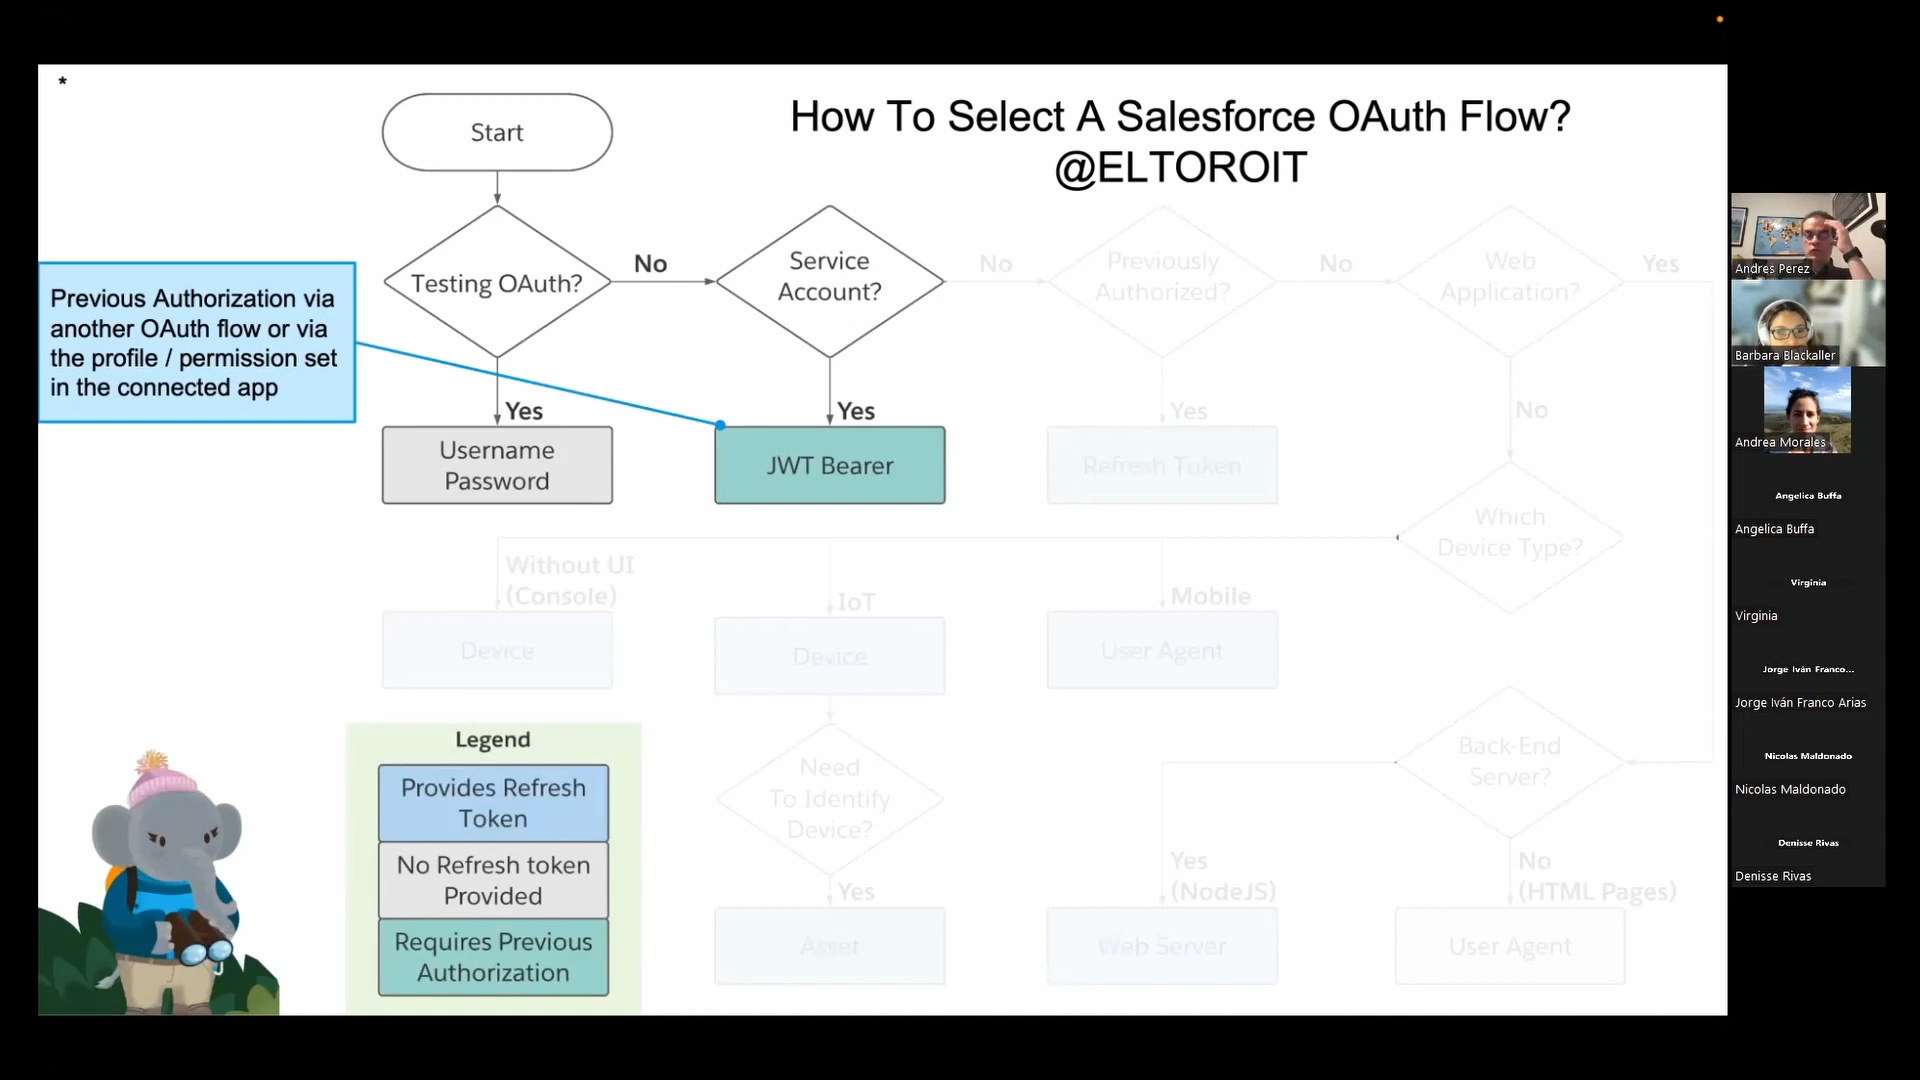 *
How To Select A Salesforce OAuth Flow?
@ELTOROIT
Start
Testing OAuth?
No
Service
Account?
No
Previously
Authorized?
No
Web
Application?
Yes
Previous Authorization via
another OAuth flow or via
the profile / permission set
in the connected app
Yes
Username
Password
Yes
JWT Bearer
Yes
Refresh Token
No
Which
Device Type?
Without UI
(Console)
Device
IoT
Device
Mobile
User Agent
Need
To Identify
Device?
Yes
Asset
Back-End
Server?
Yes
(NodeJS)
Web Server
No
(HTML Pages)
User Agent
Legend
Provides Refresh
Token
No Refresh token
Provided
Requires Previous
Authorization
Andres Perez
Barbara Blackaller
Andrea Morales
Angelica Buffa
Angelica Buffa
Virginia
Virginia
Jorge Iván Franco...
Jorge Iván Franco Arias
Nicolas Maldonado
Nicolas Maldonado
Denisse Rivas
Denisse Rivas